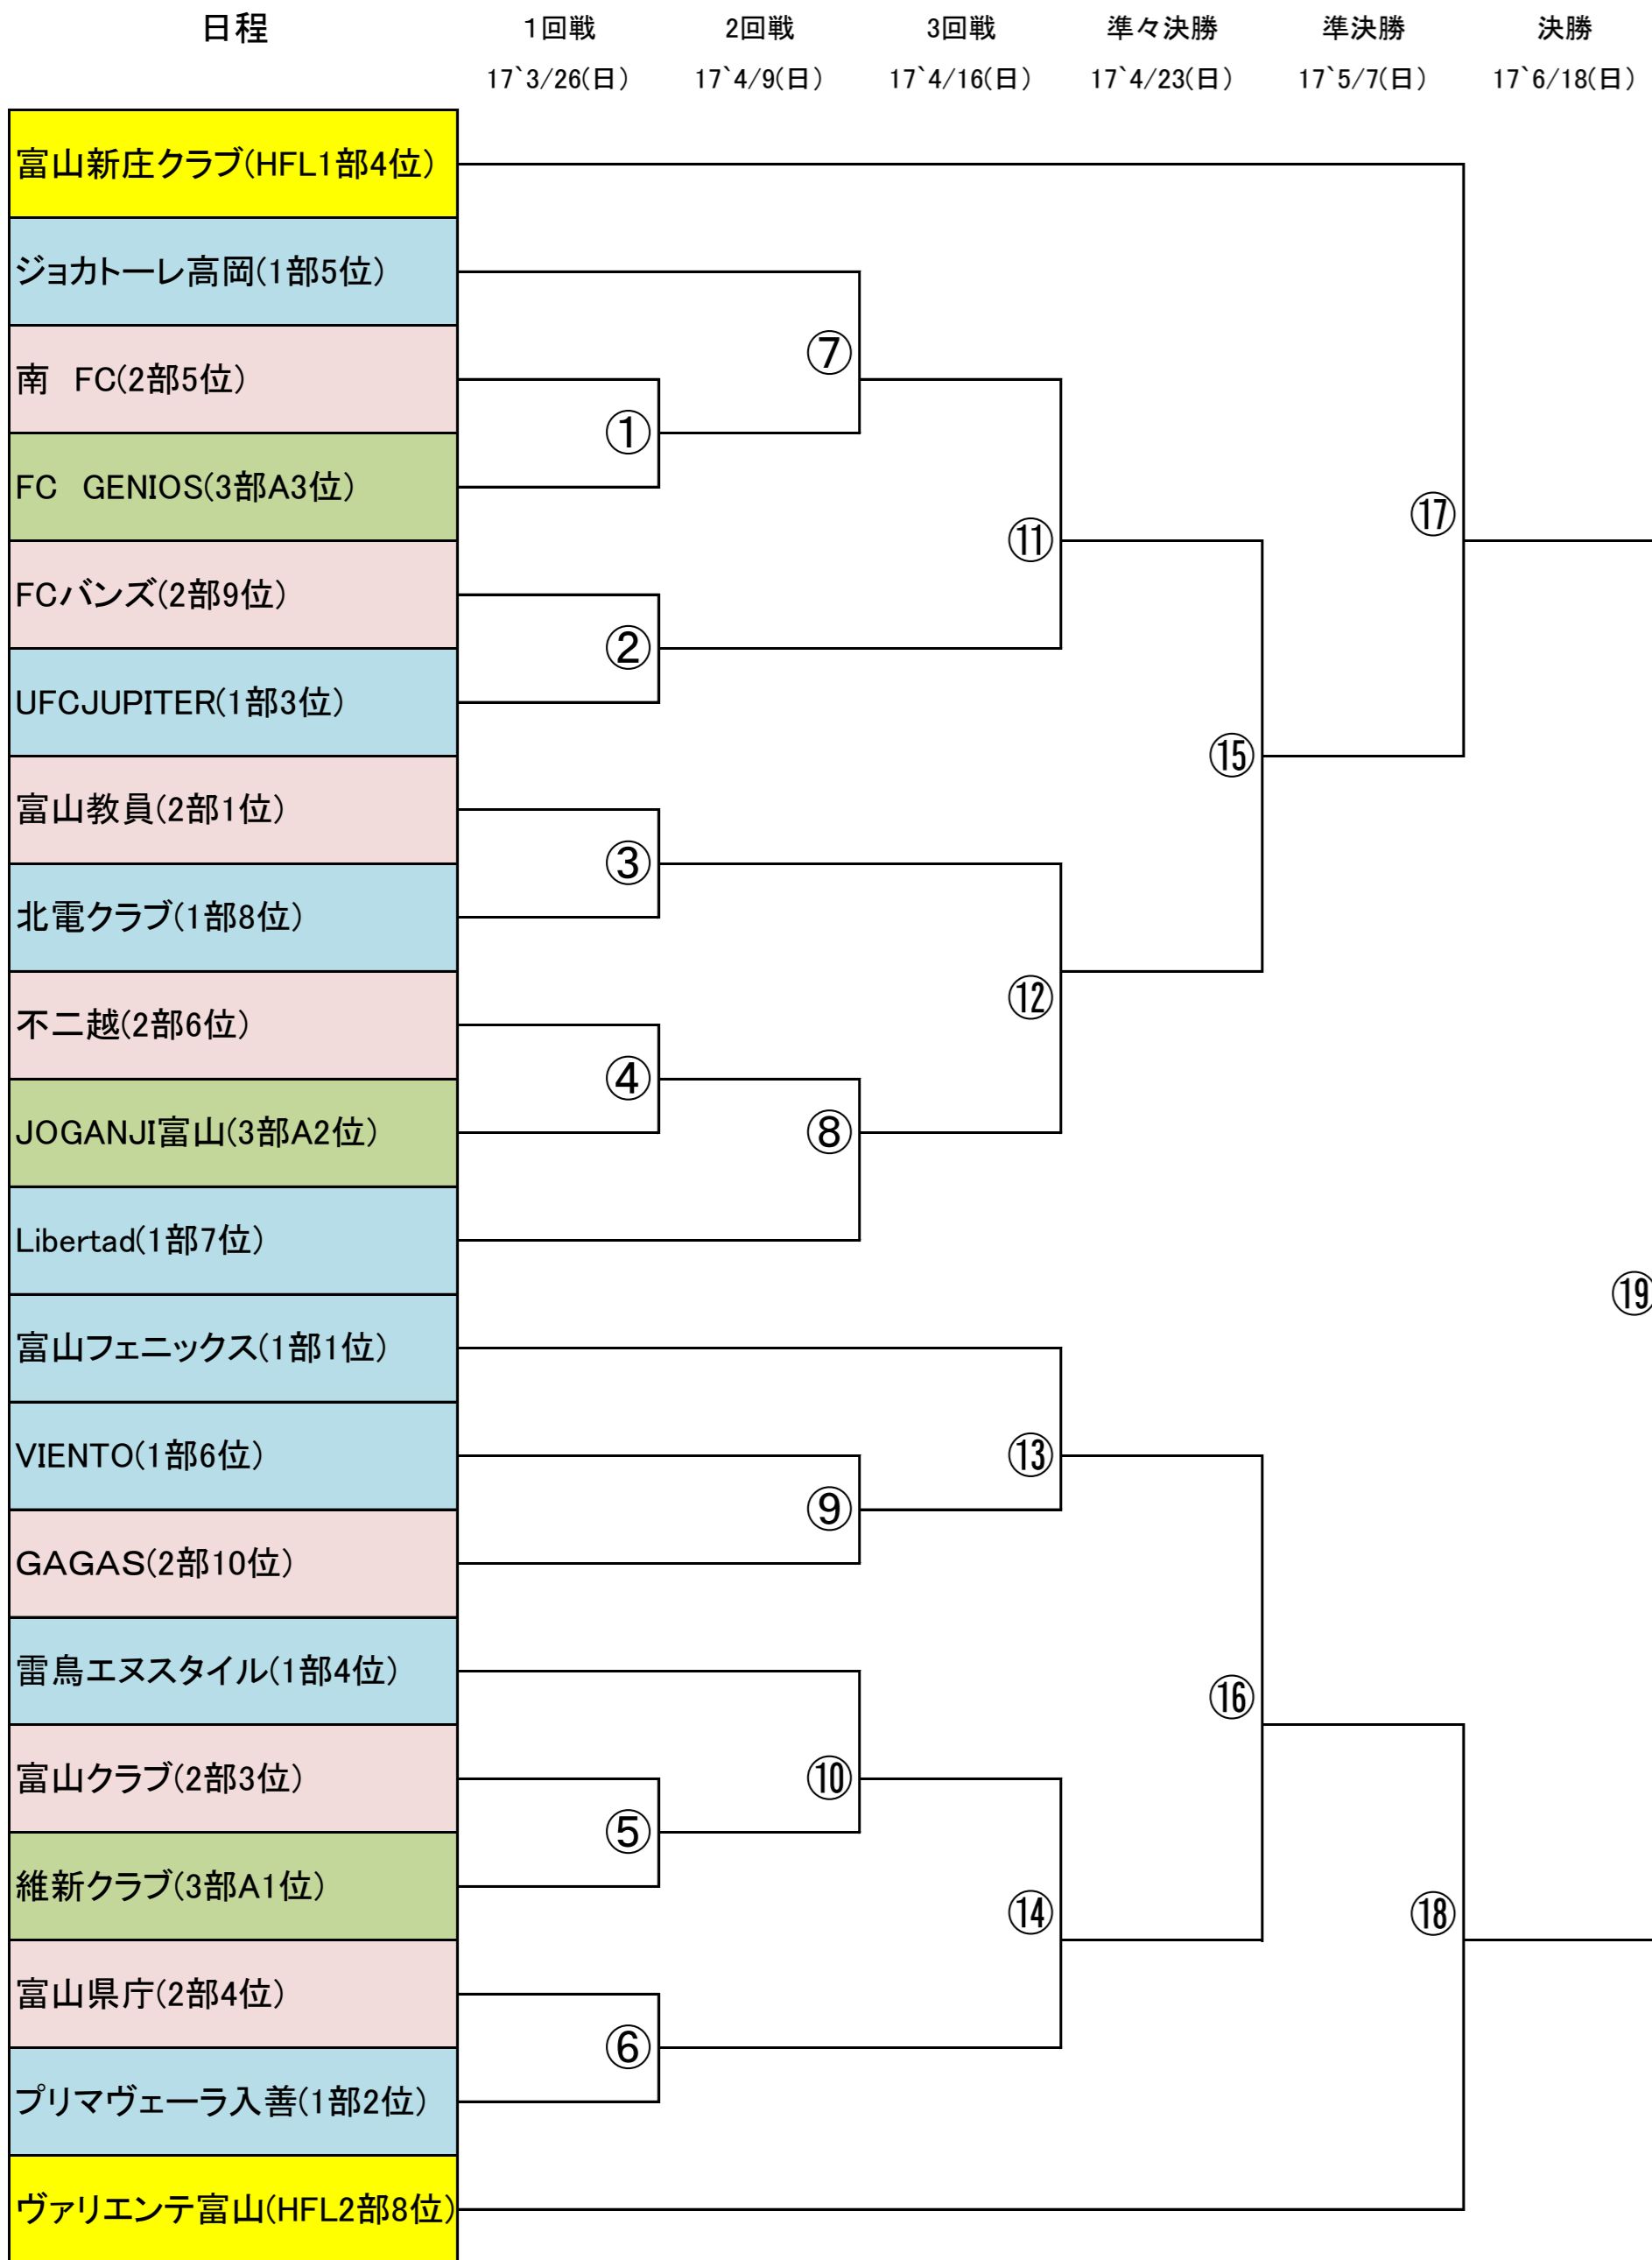 日程 1回戦 2回戦 3回戦 準々決勝 準決勝 決勝
17`3/26(日) 17`4/9(日) 17`4/16(日) 17`4/23(日) 17`5/7(日) 17`6/18(日)
富山新庄クラブ(HFL1部4位)
ジョカトーレ高岡(1部5位)
⑦
南　FC(2部5位)
①
FC　GENIOS(3部A3位)
⑰
⑪
FCバンズ(2部9位)
②
UFCJUPITER(1部3位)
⑮
富山教員(2部1位)
③
北電クラブ(1部8位)
⑫
不二越(2部6位)
④
JOGANJI富山(3部A2位)
⑧
Libertad(1部7位)
⑲
富山フェニックス(1部1位)
VIENTO(1部6位)
⑬
⑨
GAGAS(2部10位)
雷鳥エヌスタイル(1部4位)
⑯
富山クラブ(2部3位)
⑩
⑤
維新クラブ(3部A1位)
⑭
⑱
富山県庁(2部4位)
⑥
プリマヴェーラ入善(1部2位)
ヴァリエンテ富山(HFL2部8位)